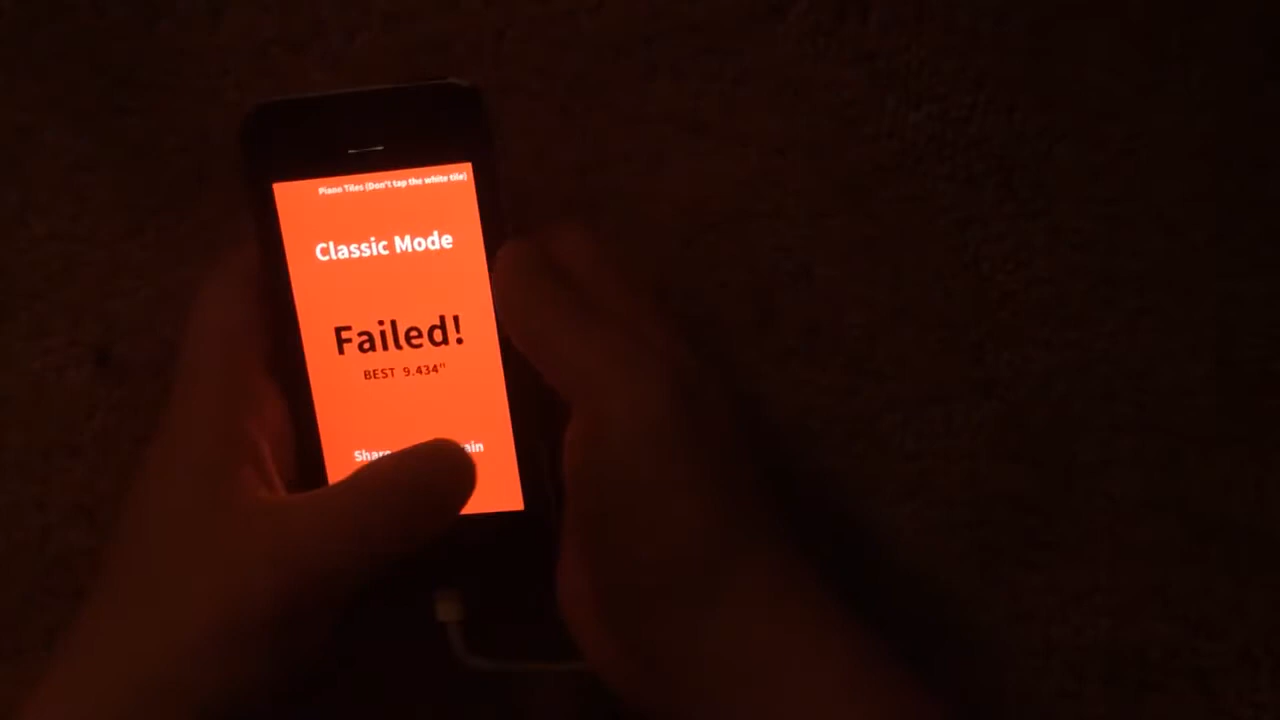 Piano Tiles (Don't tap the white tile)
Classic Mode
Failed!
BEST 9.434"